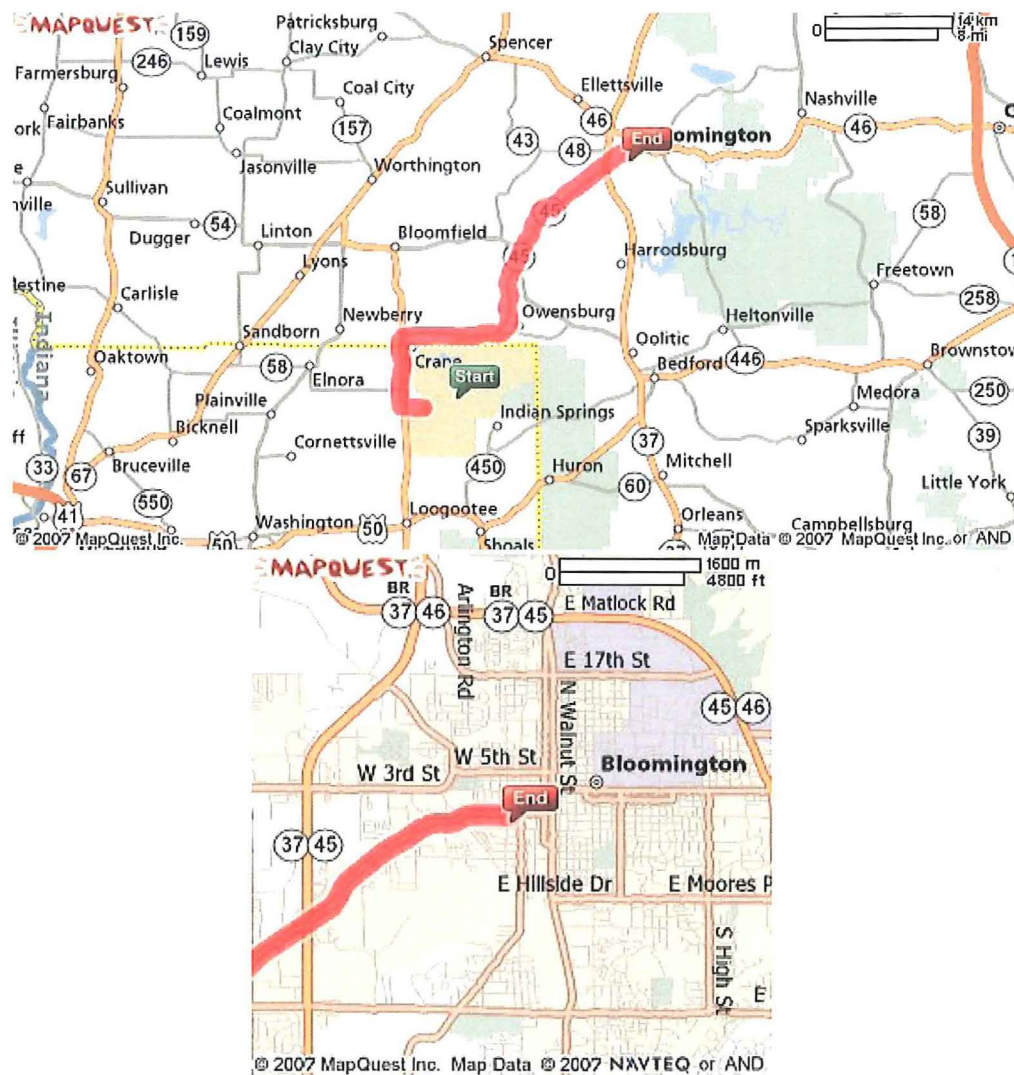 MAPQUEST
14 km
0
8 mi
Patricksburg
159
Clay City
Spencer
246
Lewis
Farmersburg
Ellettsville
Coal City
Nashville
Fairbanks
Coalmont
46
46
ork
157
43
48
End
omington
Jasonville
Worthington
Sullivan
nville
45
58
54
Dugger
Linton
Bloomfield
Harrodsburg
45
Lyons
Freetown
lestine
Carlisle
258
Newberry
Owensburg
Heltonville
Indiana
Sandborn
Oolitic
Oaktown
Crane
446
Brownstow
58
Start
Bedford
Elnora
Medora
250
Plainville
Indian Springs
Sparksville
Bicknell
Cornettsville
37
39
ff
Bruceville
450
33
67
Huron
Mitchell
60
Little York
550
41
Washington
50
Loogootee
Orleans
Campbellsburg
© 2007 MapQuest Inc.
50
Shoals
37
Map Data © 2007 MapQuest Inc. or AND
MAPQUEST
1600 m
0
4800 ft
BR
37
46
Arlington Rd
BR
37
45
E Matlock Rd
E 17th St
N Walnut St
45
46
W 5th St
Bloomington
W 3rd St
End
37
45
E Hillside Dr
E Moores P
S High St
E
© 2007 MapQuest Inc. Map Data © 2007 NAVTEQ or AND